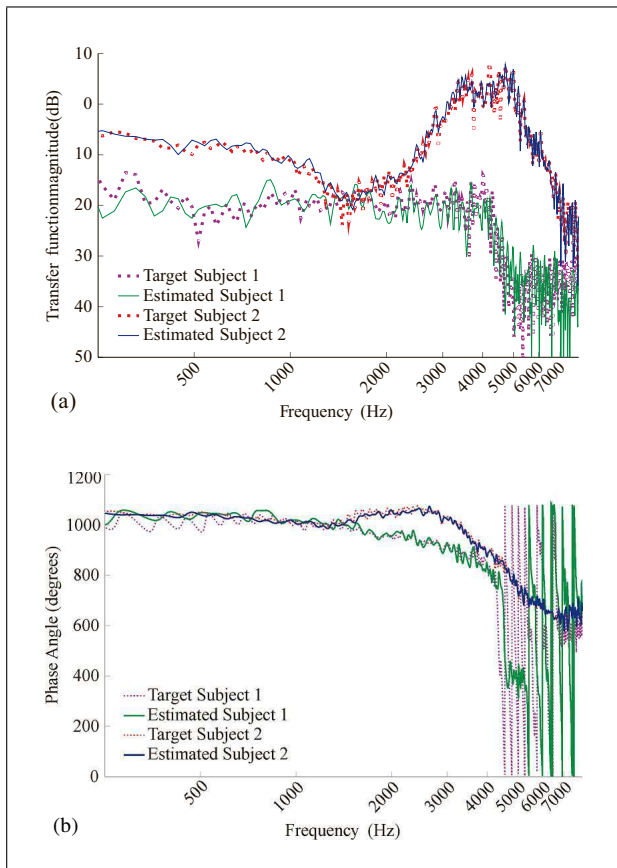 (a)
10
0
10
20
30
40
50
Transfer functionmagnitude(dB)
Target Subject 1
Estimated Subject 1
Target Subject 2
Estimated Subject 2
500
1000
2000
3000
4000
5000
6000
7000
Frequency (Hz)
1200
1000
800
600
400
200
0
Phase Angle (degrees)
Target Subject 1
Estimated Subject 1
Target Subject 2
Estimated Subject 2
500
1000
2000
3000
4000
5000
6000
7000
(b)
Frequency (Hz)